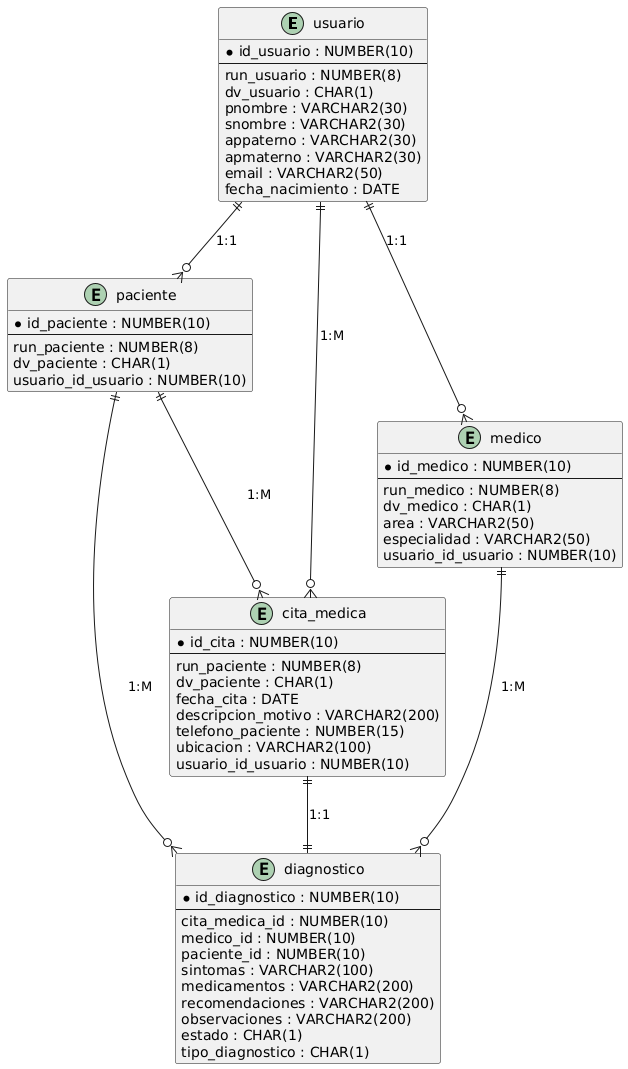 E usuario
* id_usuario : NUMBER(10)
run_usuario : NUMBER(8)
dv_usuario : CHAR(1)
pnombre : VARCHAR2(30)
snombre : VARCHAR2(30)
appaterno : VARCHAR2(30)
apmaterno : VARCHAR2(30)
email : VARCHAR2(50)
fecha_nacimiento : DATE
1:1
1:1
E paciente
* id_paciente : NUMBER(10)
run_paciente : NUMBER(8)
dv_paciente : CHAR(1)
usuario_id_usuario : NUMBER(10)
1:M
E medico
* id_medico : NUMBER(10)
run_medico : NUMBER(8)
dv_medico : CHAR(1)
area : VARCHAR2(50)
especialidad : VARCHAR2(50)
usuario_id_usuario : NUMBER(10)
1:M
E cita_medica
* id_cita : NUMBER(10)
run_paciente : NUMBER(8)
dv_paciente : CHAR(1)
fecha_cita : DATE
descripcion_motivo : VARCHAR2(200)
telefono_paciente : NUMBER(15)
ubicacion : VARCHAR2(100)
usuario_id_usuario : NUMBER(10)
1:M
1:M
1:1
E diagnostico
* id_diagnostico : NUMBER(10)
cita_medica_id : NUMBER(10)
medico_id : NUMBER(10)
paciente_id : NUMBER(10)
sintomas : VARCHAR2(100)
medicamentos : VARCHAR2(200)
recomendaciones : VARCHAR2(200)
observaciones : VARCHAR2(200)
estado : CHAR(1)
tipo_diagnostico : CHAR(1)